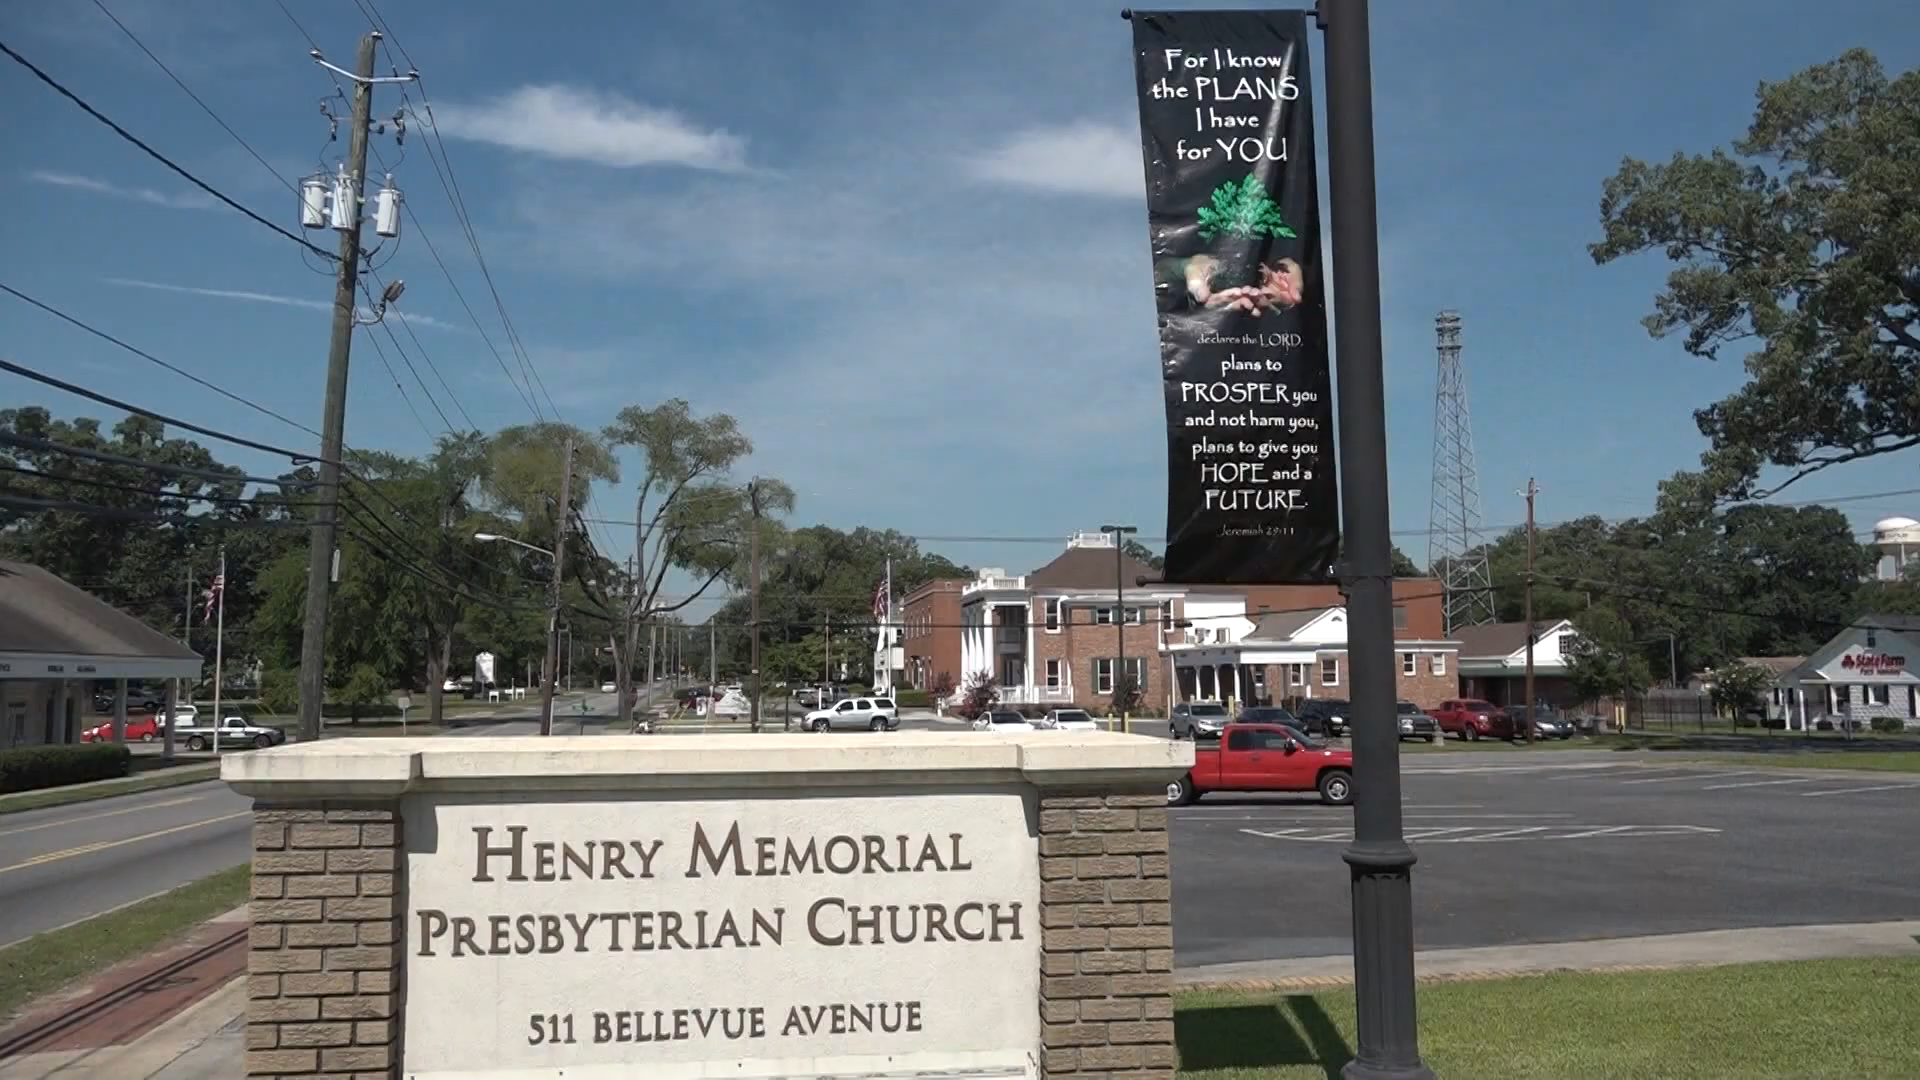 For I know
the PLANS
I have
for YOU
declares the LORD,
plans to
PROSPER you
and not harm you,
plans to give you
HOPE and a
FUTURE.
Jeremiah 29:11
State Farm
HENRY MEMORIAL
PRESBYTERIAN CHURCH
511 BELLEVUE AVENUE